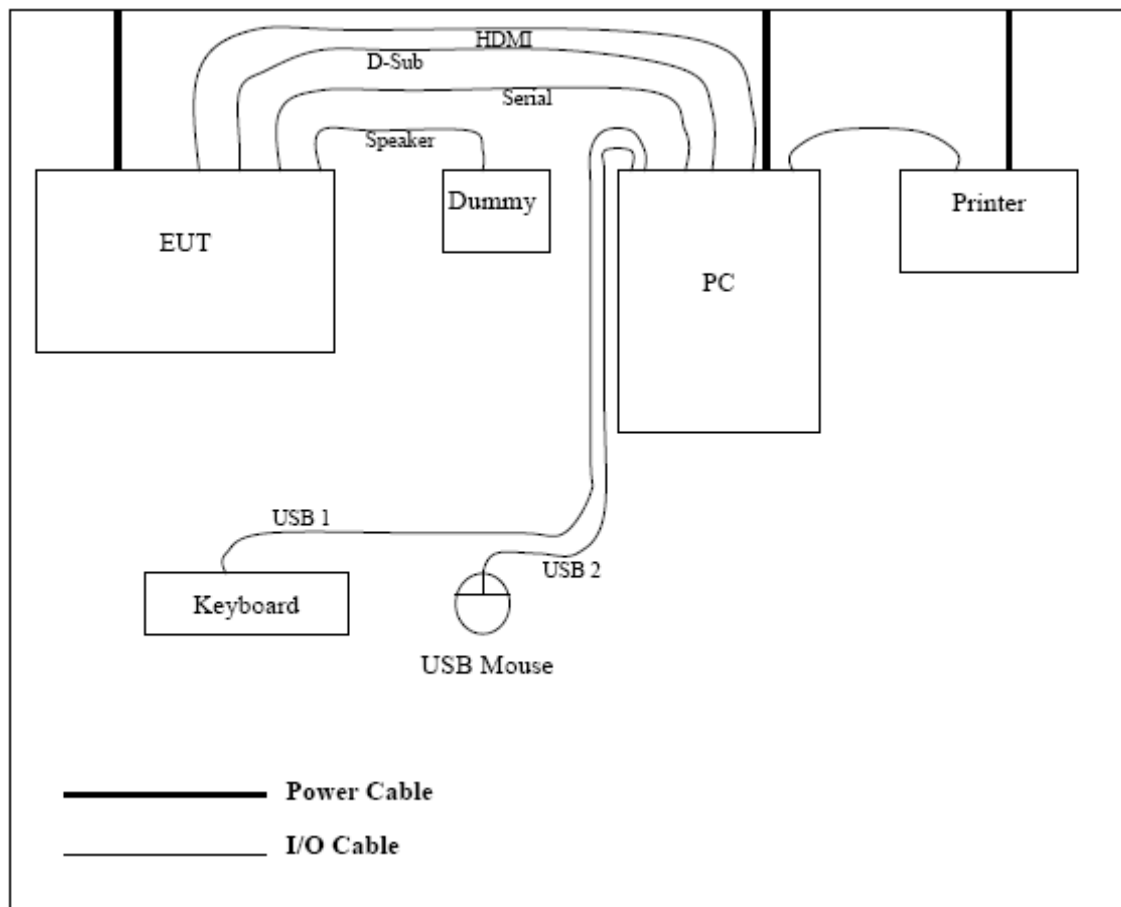 HDMI
D-Sub
Serial
Speaker
EUT
Dummy
PC
Printer
USB 1
USB 2
Keyboard
USB Mouse
Power Cable
I/O Cable